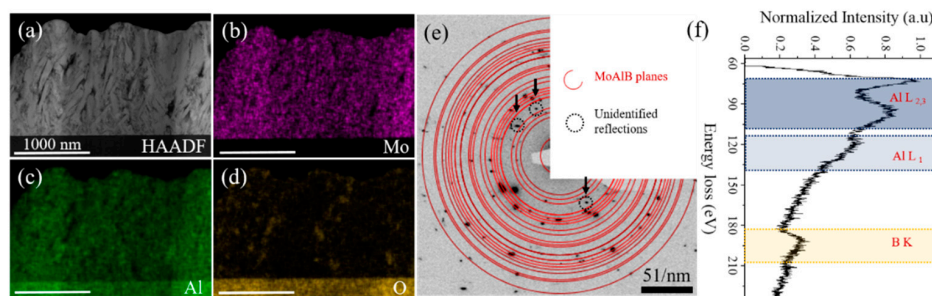 (a)
1000 nm
HAADF
(b)
Mo
(c)
Al
(d)
O
(e)
MoAlB planes
Unidentified
reflections
51/nm
(f)
Normalized Intensity (a.u)
0.0 0.2 0.4 0.6 0.8 1.0
Energy loss (eV)
60
90
120
150
180
210
Al L2,3
Al L1
B K